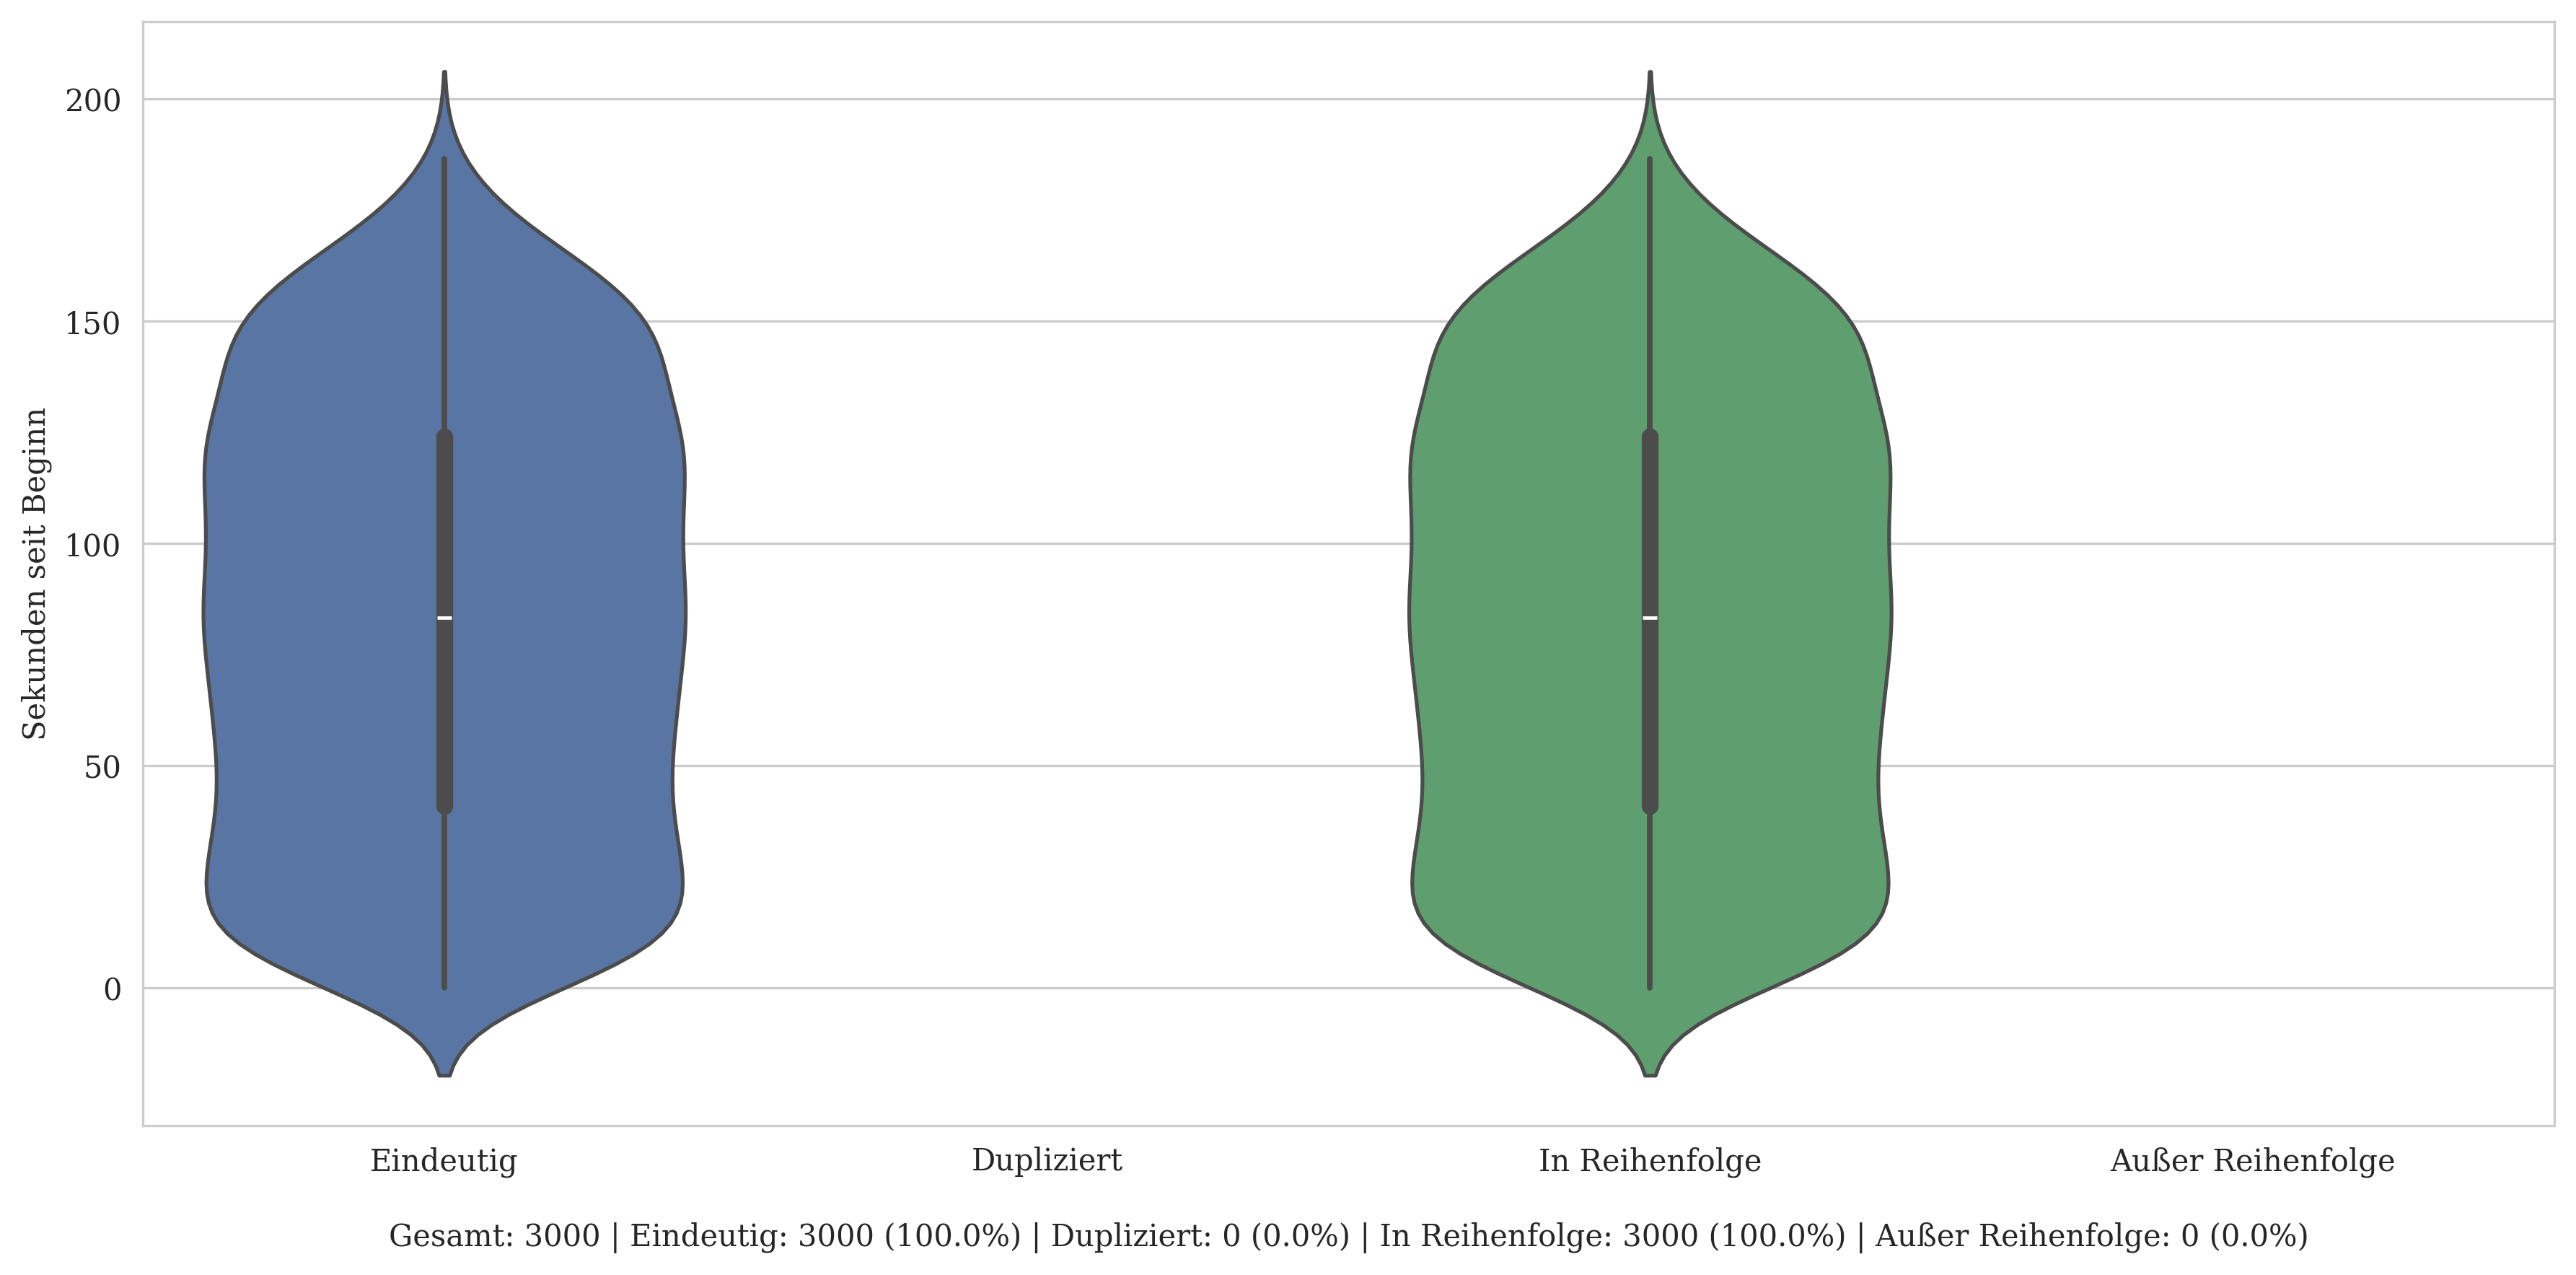 Sekunden seit Beginn
200
150
100
50
0
Eindeutig
Dupliziert
In Reihenfolge
Außer Reihenfolge
Gesamt: 3000 | Eindeutig: 3000 (100.0%) | Dupliziert: 0 (0.0%) | In Reihenfolge: 3000 (100.0%) | Außer Reihenfolge: 0 (0.0%)